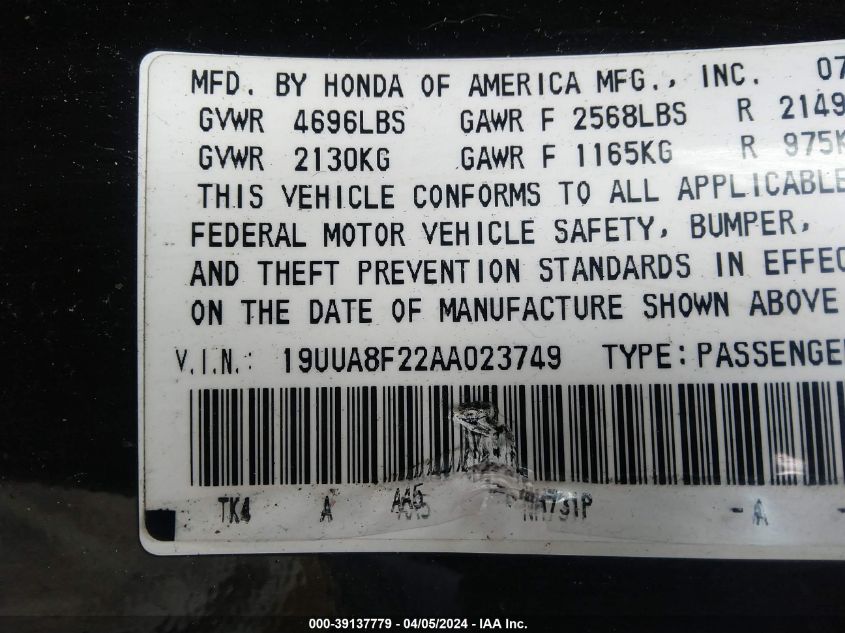 MFD. BY HONDA OF AMERICA MFG., INC. 07
GVWR 4696LBS GAWR F 2568LBS R 2149
GVWR 2130KG GAWR F 1165KG R 975K
THIS VEHICLE CONFORMS TO ALL APPLICABLE
FEDERAL MOTOR VEHICLE SAFETY, BUMPER,
AND THEFT PREVENTION STANDARDS IN EFFEC
ON THE DATE OF MANUFACTURE SHOWN ABOVE
V.I.N.: 19UUA8F22AA023749 TYPE:PASSENGE
TK4 A AA5 NH731P -A -
000-39137779 - 04/05/2024 - IAA Inc.